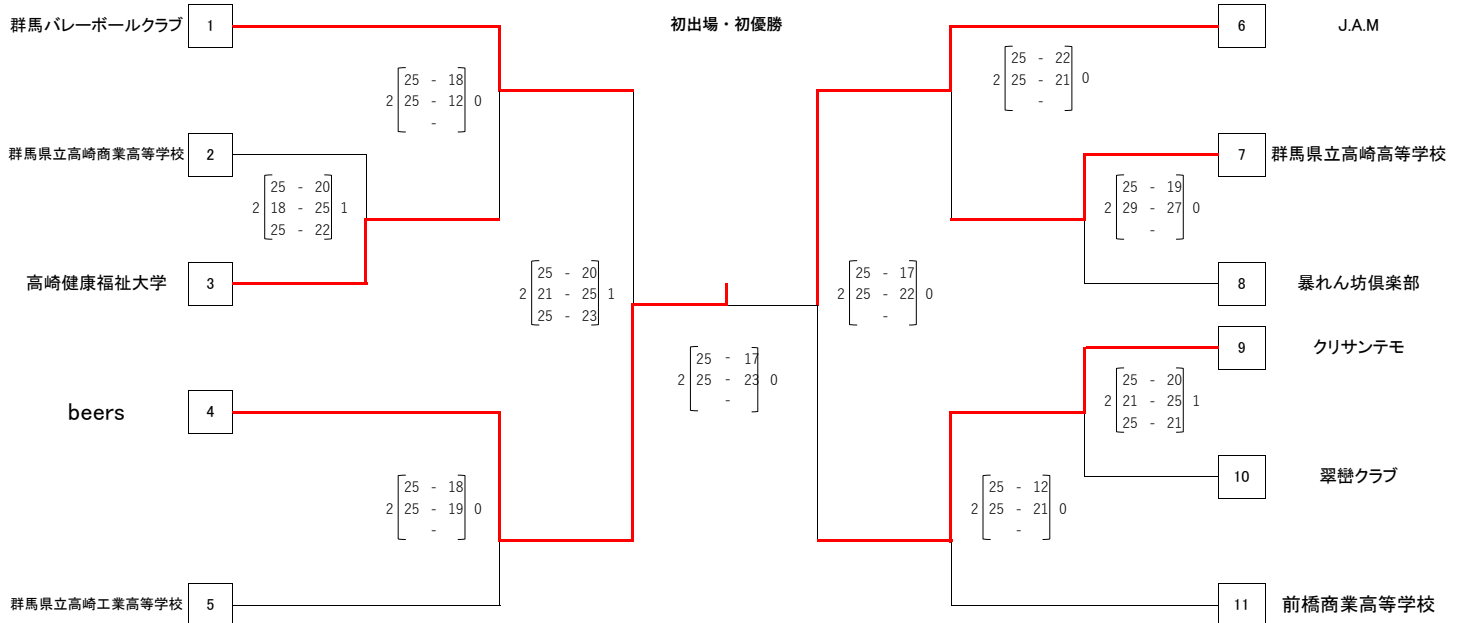 初出場・初優勝
群馬バレーボールクラブ 1
25 - 18
2 25 - 12 0
-
群馬県立高崎商業高等学校 2
25 - 20
2 18 - 25 1
25 - 22
高崎健康福祉大学 3
25 - 20
2 21 - 25 1
25 - 23
beers 4
25 - 18
2 25 - 19 0
-
群馬県立高崎工業高等学校 5
25 - 17
2 25 - 23 0
-
6 J.A.M
25 - 22
2 25 - 21 0
-
7 群馬県立高崎高等学校
25 - 19
2 29 - 27 0
-
8 暴れん坊倶楽部
25 - 17
2 25 - 22 0
-
9 クリサンテモ
25 - 20
2 21 - 25 1
25 - 21
10 翠巒クラブ
25 - 12
2 25 - 21 0
-
11 前橋商業高等学校